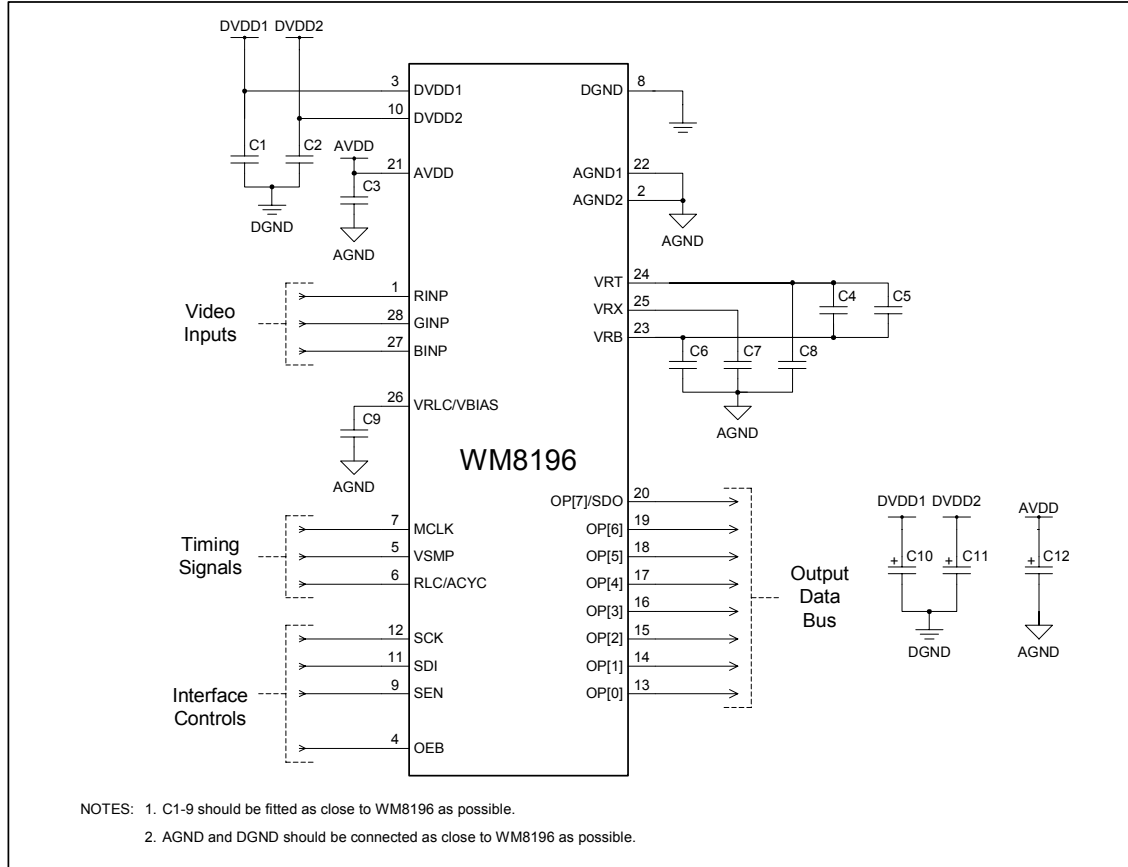 DVDD1 DVDD2
3 DVDD1
10 DVDD2
C1 C2
DGND
AVDD
21 AVDD
C3
AGND
DGND 8
AGND1 22
AGND2 2
AGND
Video
Inputs
1 RINP
28 GINP
27 BINP
VRT 24
VRX 25
VRB 23
C4 C5
C6 C7 C8
AGND
26 VRLC/VBIAS
C9
AGND
WM8196
Timing
Signals
7 MCLK
5 VSMP
6 RLC/ACYC
Interface
Controls
12 SCK
11 SDI
9 SEN
4 OEB
OP[7]/SDO 20
OP[6] 19
OP[5] 18
OP[4] 17
OP[3] 16
OP[2] 15
OP[1] 14
OP[0] 13
Output
Data
Bus
DVDD1 DVDD2
+ C10 + C11
DGND
AVDD
+ C12
AGND
NOTES: 1. C1-9 should be fitted as close to WM8196 as possible.
2. AGND and DGND should be connected as close to WM8196 as possible.